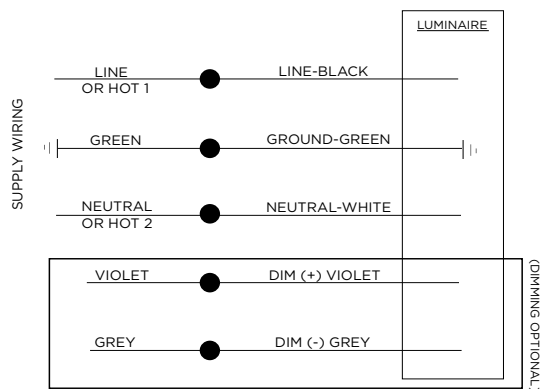 LUMINAIRE
SUPPLY WIRING
LINE
OR HOT 1
LINE-BLACK
GREEN
GROUND-GREEN
NEUTRAL
OR HOT 2
NEUTRAL-WHITE
VIOLET
DIM (+) VIOLET
GREY
DIM (-) GREY
(DIMMING OPTIONAL)